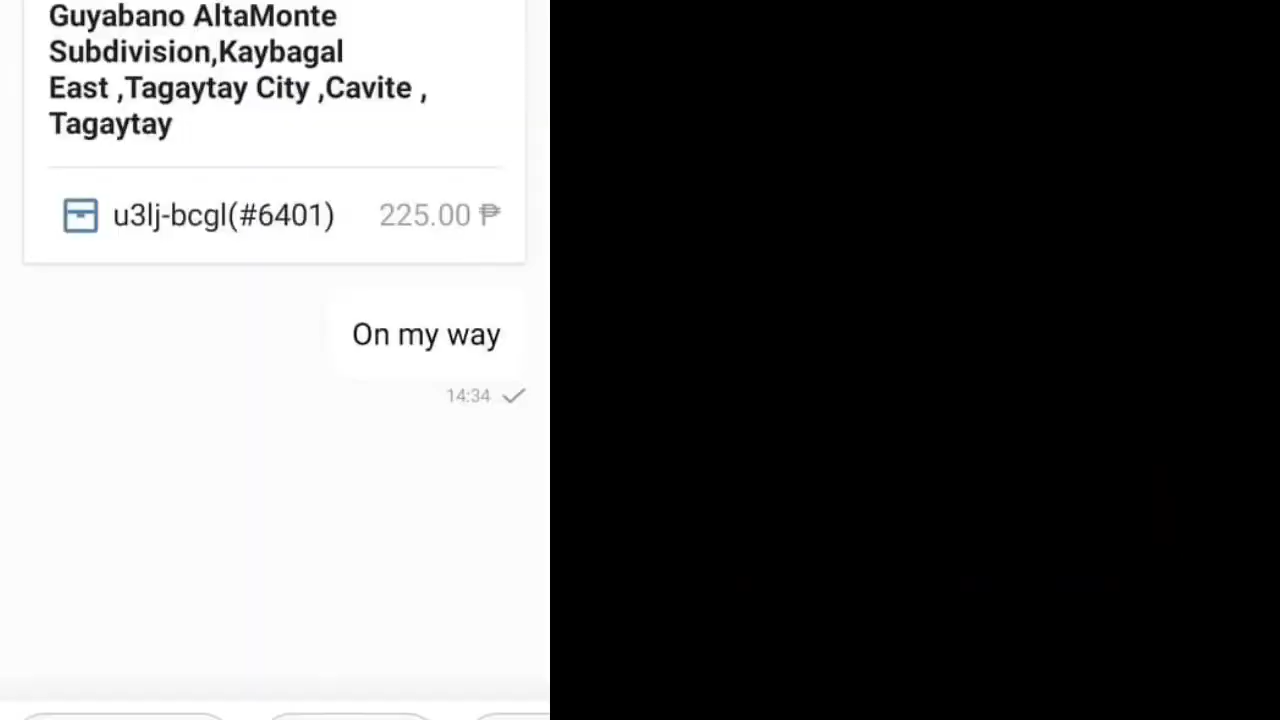 Guyabano AltaMonte
Subdivision,Kaybagal
East ,Tagaytay City ,Cavite ,
Tagaytay
u3lj-bcgl(#6401) 225.00 ₱
On my way
14:34